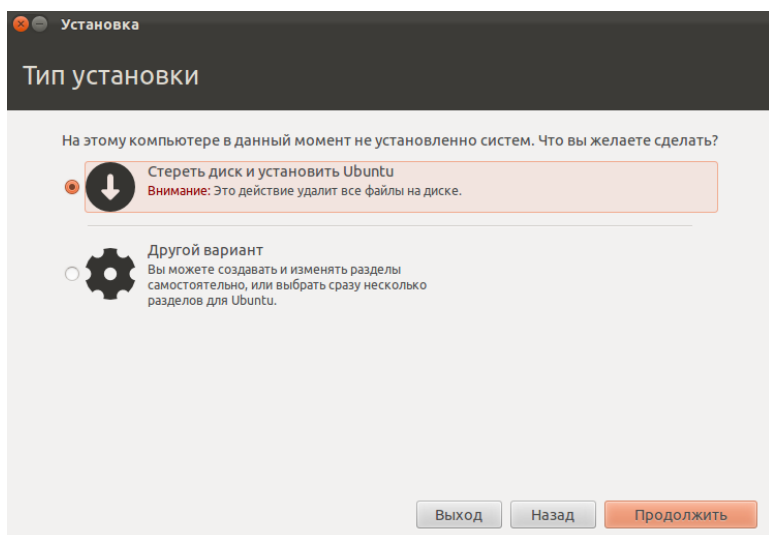 Установка
Тип установки
На этому компьютере в данный момент не установленно систем. Что вы желаете сделать?
Стереть диск и установить Ubuntu
Внимание: Это действие удалит все файлы на диске.
Другой вариант
Вы можете создавать и изменять разделы
самостоятельно, или выбрать сразу несколько
разделов для Ubuntu.
Выход
Назад
Продолжить